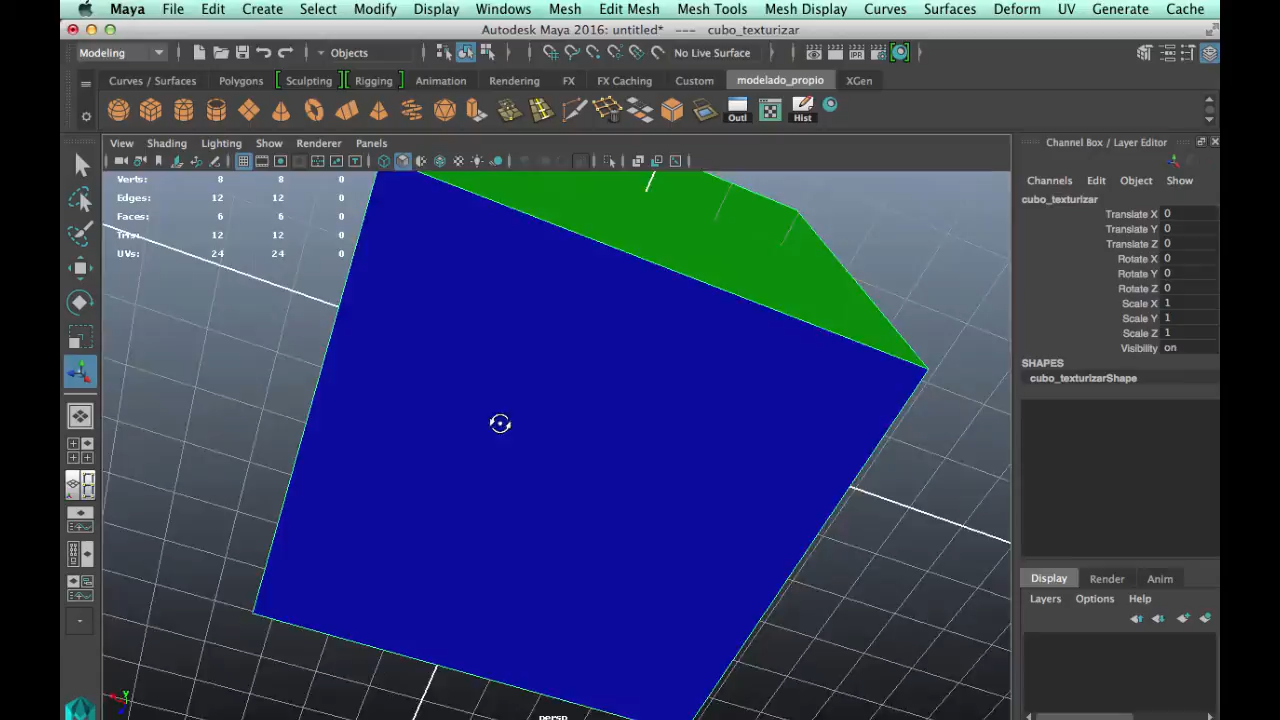 Maya File Edit Create Select Modify Display Windows Mesh Edit Mesh Mesh Tools Mesh Display Curves Surfaces Deform UV Generate Cache
Autodesk Maya 2016: untitled* --- cubo_texturizar
Modeling Objects No Live Surface
Curves / Surfaces Polygons Sculpting Rigging Animation Rendering FX FX Caching Custom modelado_propio XGen
Outl Hist
View Shading Lighting Show Renderer Panels
Channel Box / Layer Editor
Channels Edit Object Show
Verts: 8 8 0
Edges: 12 12 0
Faces: 6 6 0
Tris: 12 12 0
UVs: 24 24 0
cubo_texturizar
Translate X 0
Translate Y 0
Translate Z 0
Rotate X 0
Rotate Y 0
Rotate Z 0
Scale X 1
Scale Y 1
Scale Z 1
Visibility on
SHAPES
cubo_texturizarShape
Display Render Anim
Layers Options Help
Y
persp